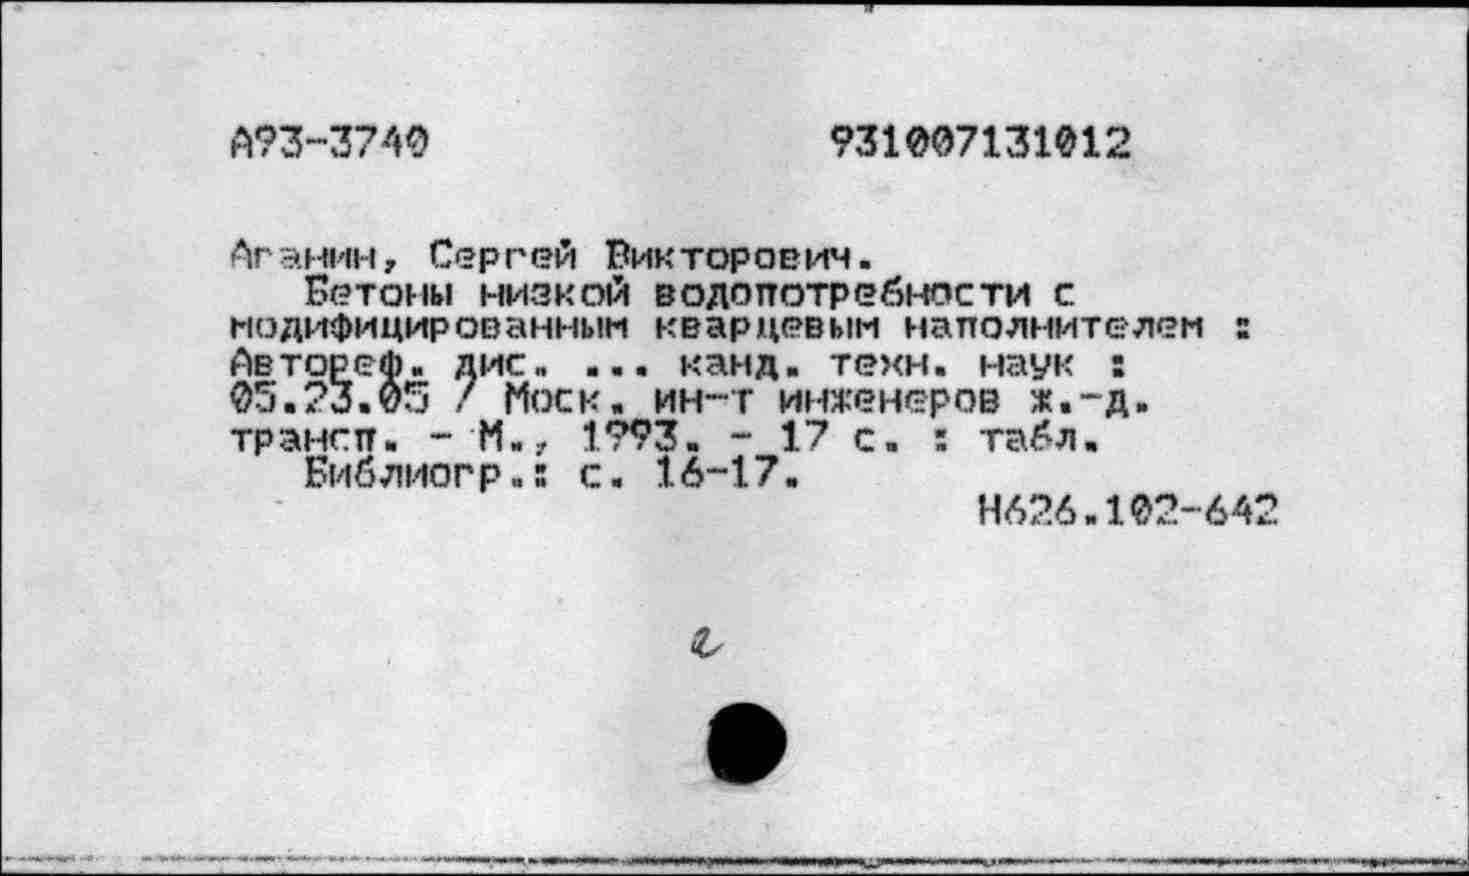 А93-3740 931007131012
Аганин, Сергей Викторович.
Бетоны низкой водопотребности с
модифицированным кварцевым наполнителем :
Автореф. дис. ... канд. техн. наук :
05.23.05 / Моск. ин-т инженеров ж.-д.
трансп. - М., 1993. - 17 с. : табл.
Библиогр.: с. 16-17.
Н626.102-642